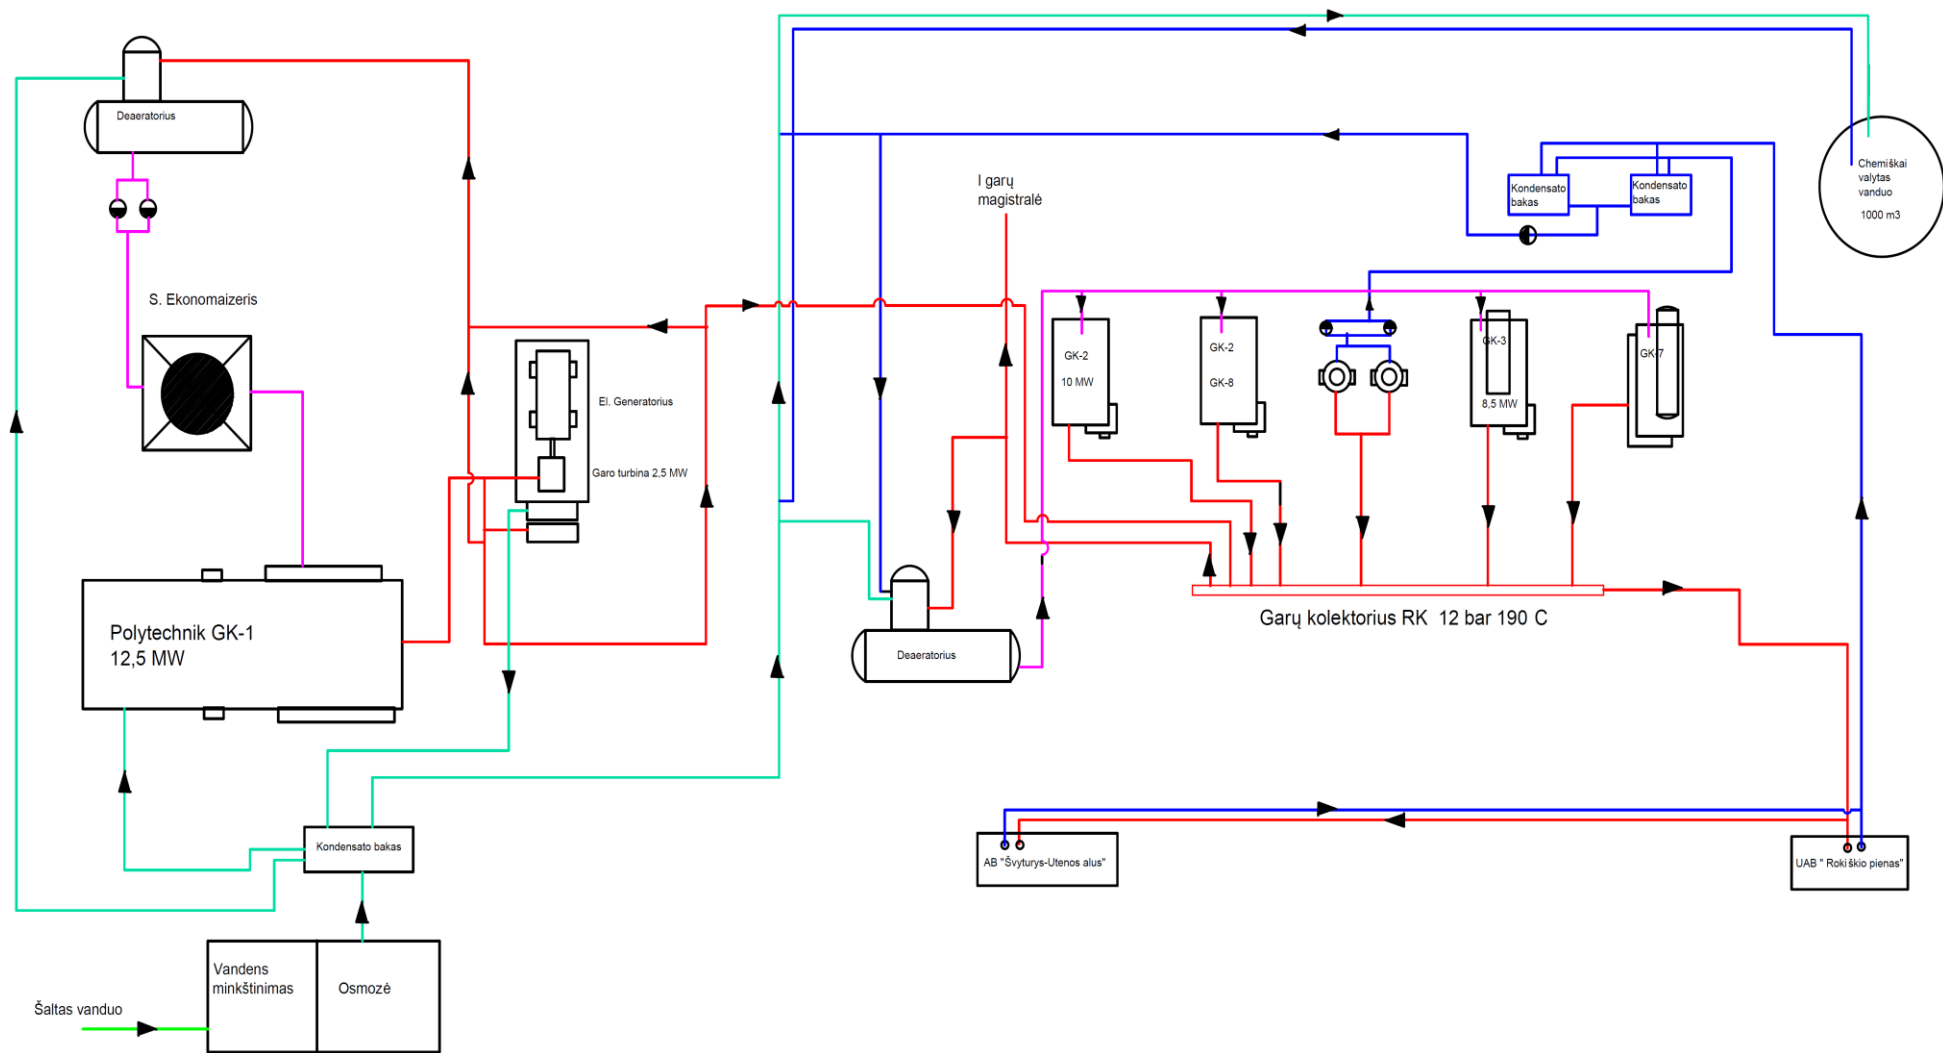 Deaeratorius
I garų
magistralė
Kondensato
bakas
Kondensato
bakas
Chemiškai
valytas
vanduo
1000 m3
S. Ekonomaizeris
El. Generatorius
Garo turbina 2,5 MW
GK-2
10 MW
GK-2
GK-8
GK-3
8,5 MW
GK-7
Garų kolektorius RK 12 bar 190 C
Polytechnik GK-1
12,5 MW
Deaeratorius
Kondensato bakas
AB "Švyturys-Utenos alus"
UAB " Rokiškio pienas"
Vandens
minkštinimas
Osmozė
Šaltas vanduo